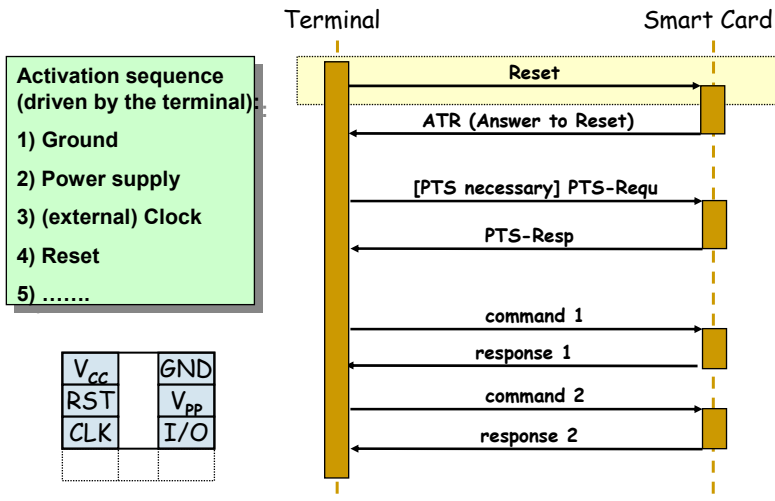 Terminal
Smart Card
Activation sequence
(driven by the terminal):
1) Ground
2) Power supply
3) (external) Clock
4) Reset
5) …….
Reset
ATR (Answer to Reset)
[PTS necessary] PTS-Requ
PTS-Resp
command 1
response 1
command 2
response 2
VCC GND
RST VPP
CLK I/O